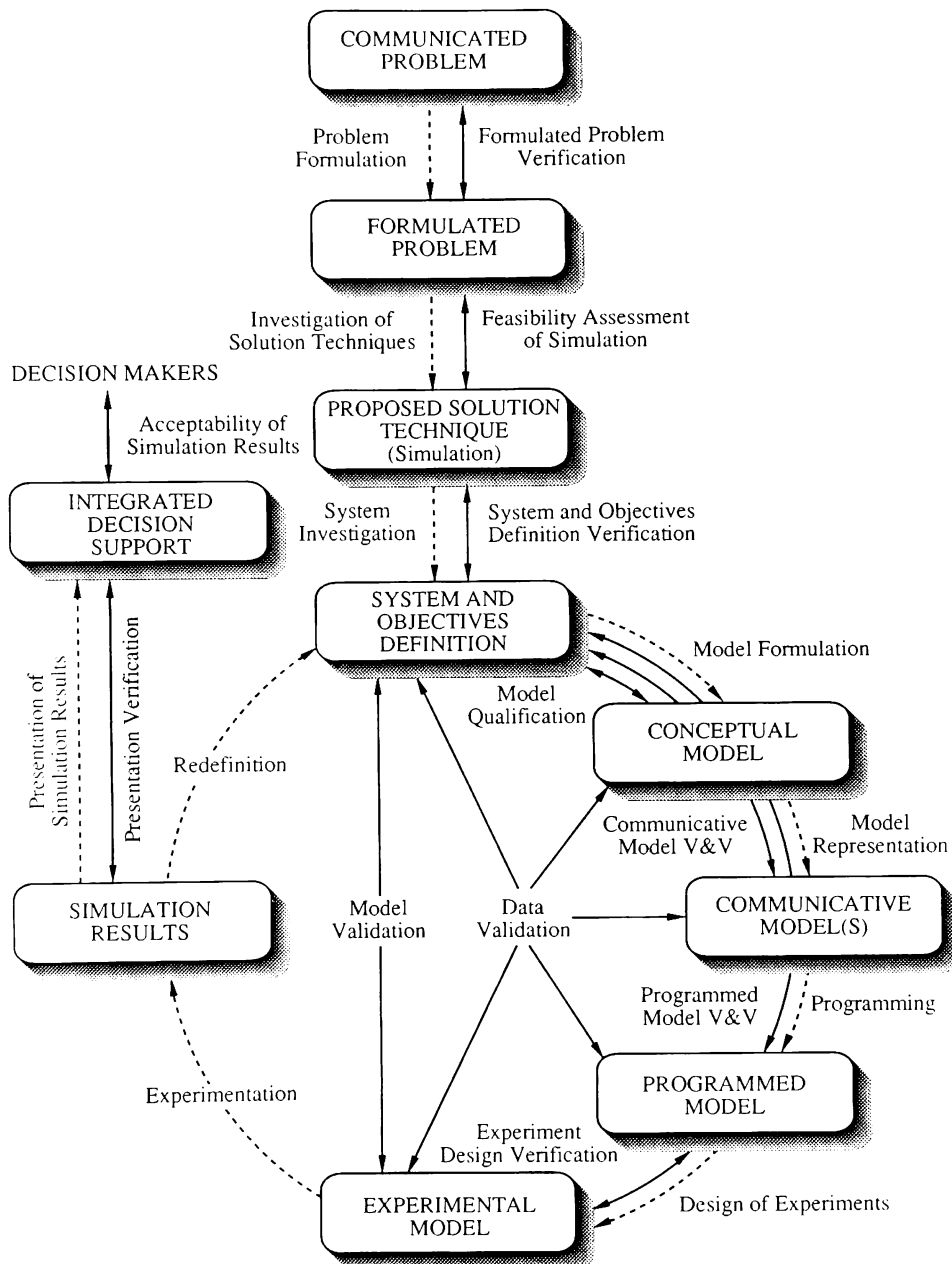 COMMUNICATED
PROBLEM
Problem
Formulation
Formulated Problem
Verification
FORMULATED
PROBLEM
Investigation of
Solution Techniques
Feasibility Assessment
of Simulation
DECISION MAKERS
Acceptability of
Simulation Results
PROPOSED SOLUTION
TECHNIQUE
(Simulation)
INTEGRATED
DECISION
SUPPORT
System
Investigation
System and Objectives
Definition Verification
SYSTEM AND
OBJECTIVES
DEFINITION
Model Formulation
Model
Qualification
Presentation of
Simulation Results
Presentation Verification
Redefinition
CONCEPTUAL
MODEL
Communicative
Model V&V
Model
Representation
SIMULATION
RESULTS
Model
Validation
Data
Validation
COMMUNICATIVE
MODEL(S)
Programmed
Model V&V
Programming
Experimentation
PROGRAMMED
MODEL
Experiment
Design Verification
EXPERIMENTAL
MODEL
Design of Experiments